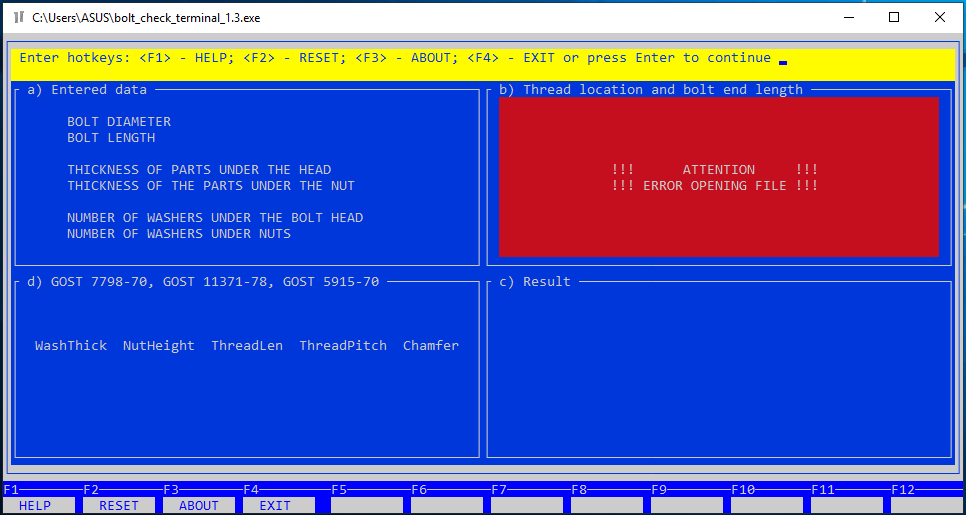 C:\Users\ASUS\bolt_check_terminal_1.3.exe
Enter hotkeys: <F1> - HELP; <F2> - RESET; <F3> - ABOUT; <F4> - EXIT or press Enter to continue
a) Entered data
BOLT DIAMETER
BOLT LENGTH
THICKNESS OF PARTS UNDER THE HEAD
THICKNESS OF THE PARTS UNDER THE NUT
NUMBER OF WASHERS UNDER THE BOLT HEAD
NUMBER OF WASHERS UNDER NUTS
b) Thread location and bolt end length
!!! ATTENTION !!!
!!! ERROR OPENING FILE !!!
d) GOST 7798-70, GOST 11371-78, GOST 5915-70
WashThick NutHeight ThreadLen ThreadPitch Chamfer
c) Result
F1 F2 F3 F4 F5 F6 F7 F8 F9 F10 F11 F12
HELP RESET ABOUT EXIT